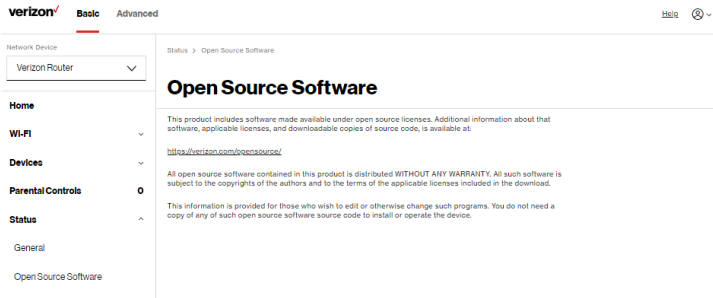 verizon✓
Basic
Advanced
Help
Network Device
Verizon Router
Home
Wi-Fi
Devices
Parental Controls 0
Status
General
Open Source Software
Status > Open Source Software
Open Source Software
This product includes software made available under open source licenses. Additional information about that
software, applicable licenses, and downloadable copies of source code, is available at:
https://verizon.com/opensource/
All open source software contained in this product is distributed WITHOUT ANY WARRANTY. All such software is
subject to the copyrights of the authors and to the terms of the applicable licenses included in the download.
This information is provided for those who wish to edit or otherwise change such programs. You do not need a
copy of any of such open source software source code to install or operate the device.